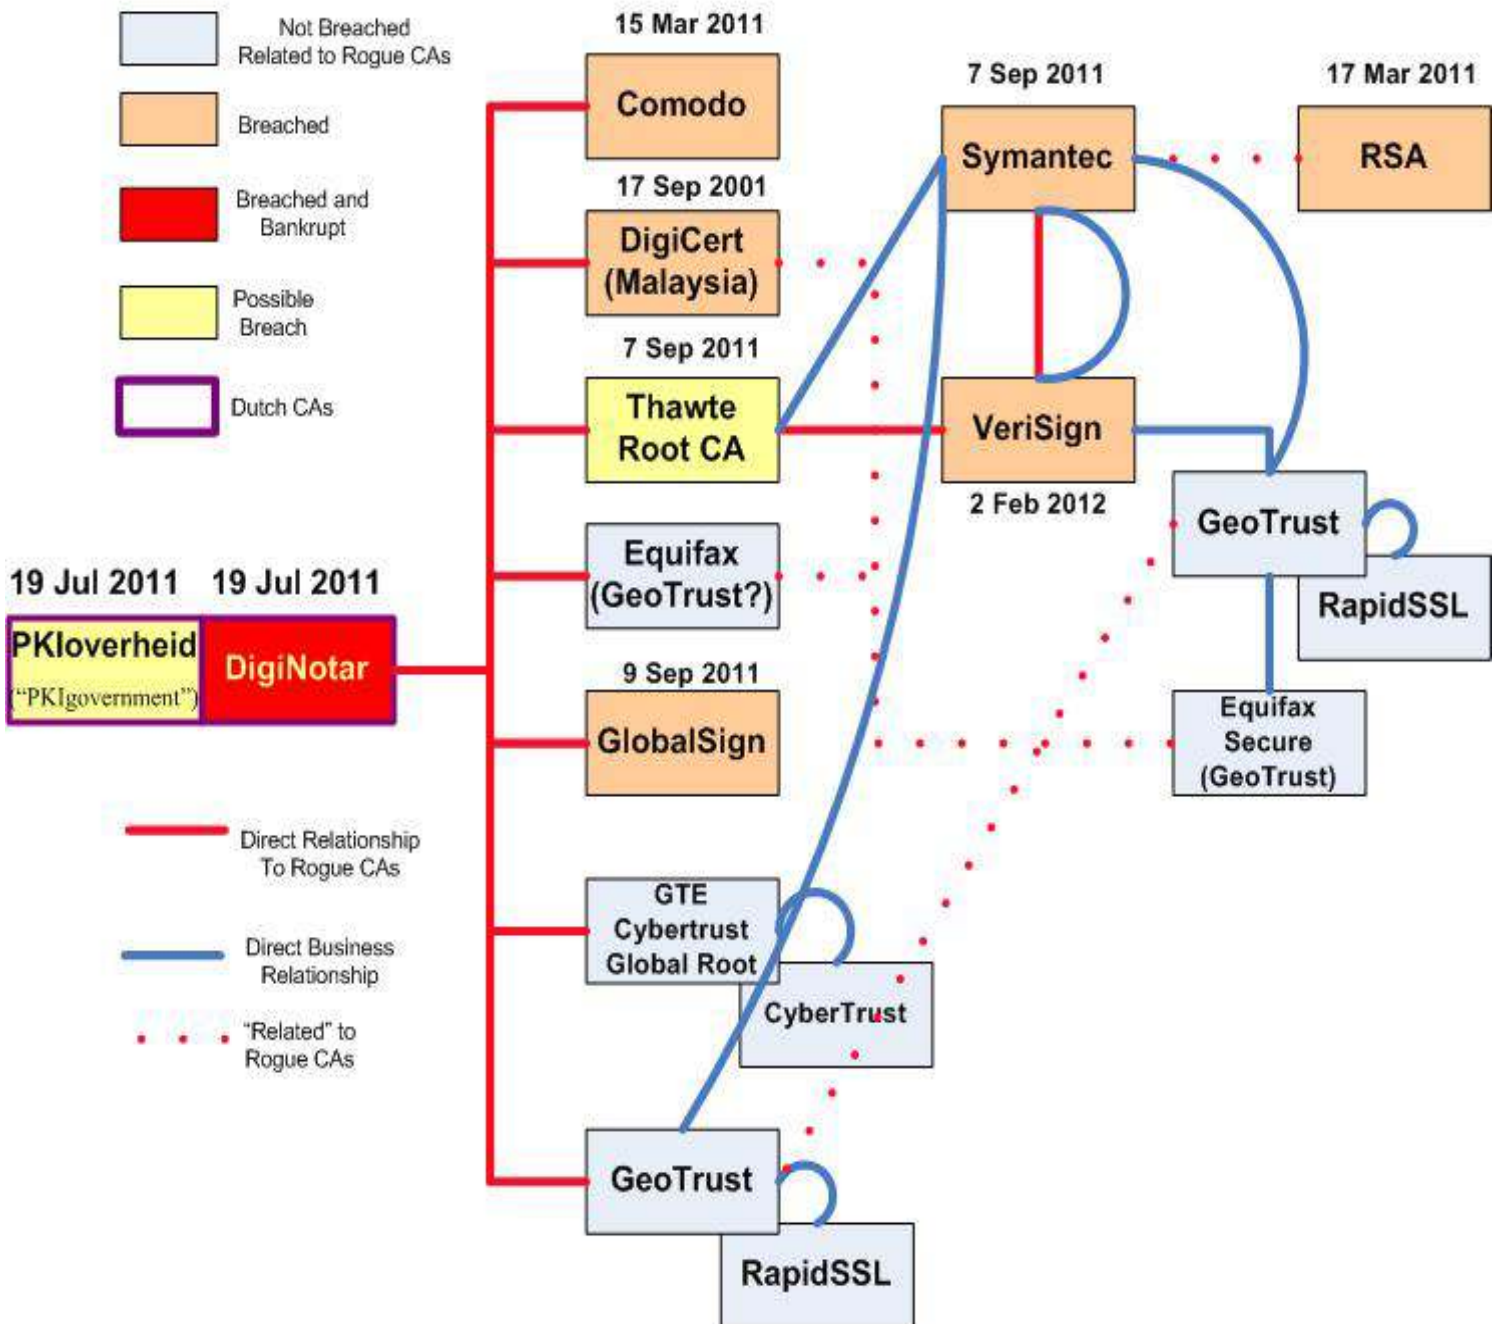 Not Breached
Related to Rogue CAs
Breached
Breached and
Bankrupt
Possible
Breach
Dutch CAs
15 Mar 2011
Comodo
17 Sep 2001
DigiCert
(Malaysia)
7 Sep 2011
Thawte
Root CA
Equifax
(GeoTrust?)
9 Sep 2011
GlobalSign
GTE
Cybertrust
Global Root
CyberTrust
GeoTrust
RapidSSL
7 Sep 2011
Symantec
17 Mar 2011
RSA
VeriSign
2 Feb 2012
GeoTrust
RapidSSL
Equifax
Secure
(GeoTrust)
19 Jul 2011
19 Jul 2011
PKIoverheid
("PKIgovernment")
DigiNotar
Direct Relationship
To Rogue CAs
Direct Business
Relationship
"Related" to
Rogue CAs